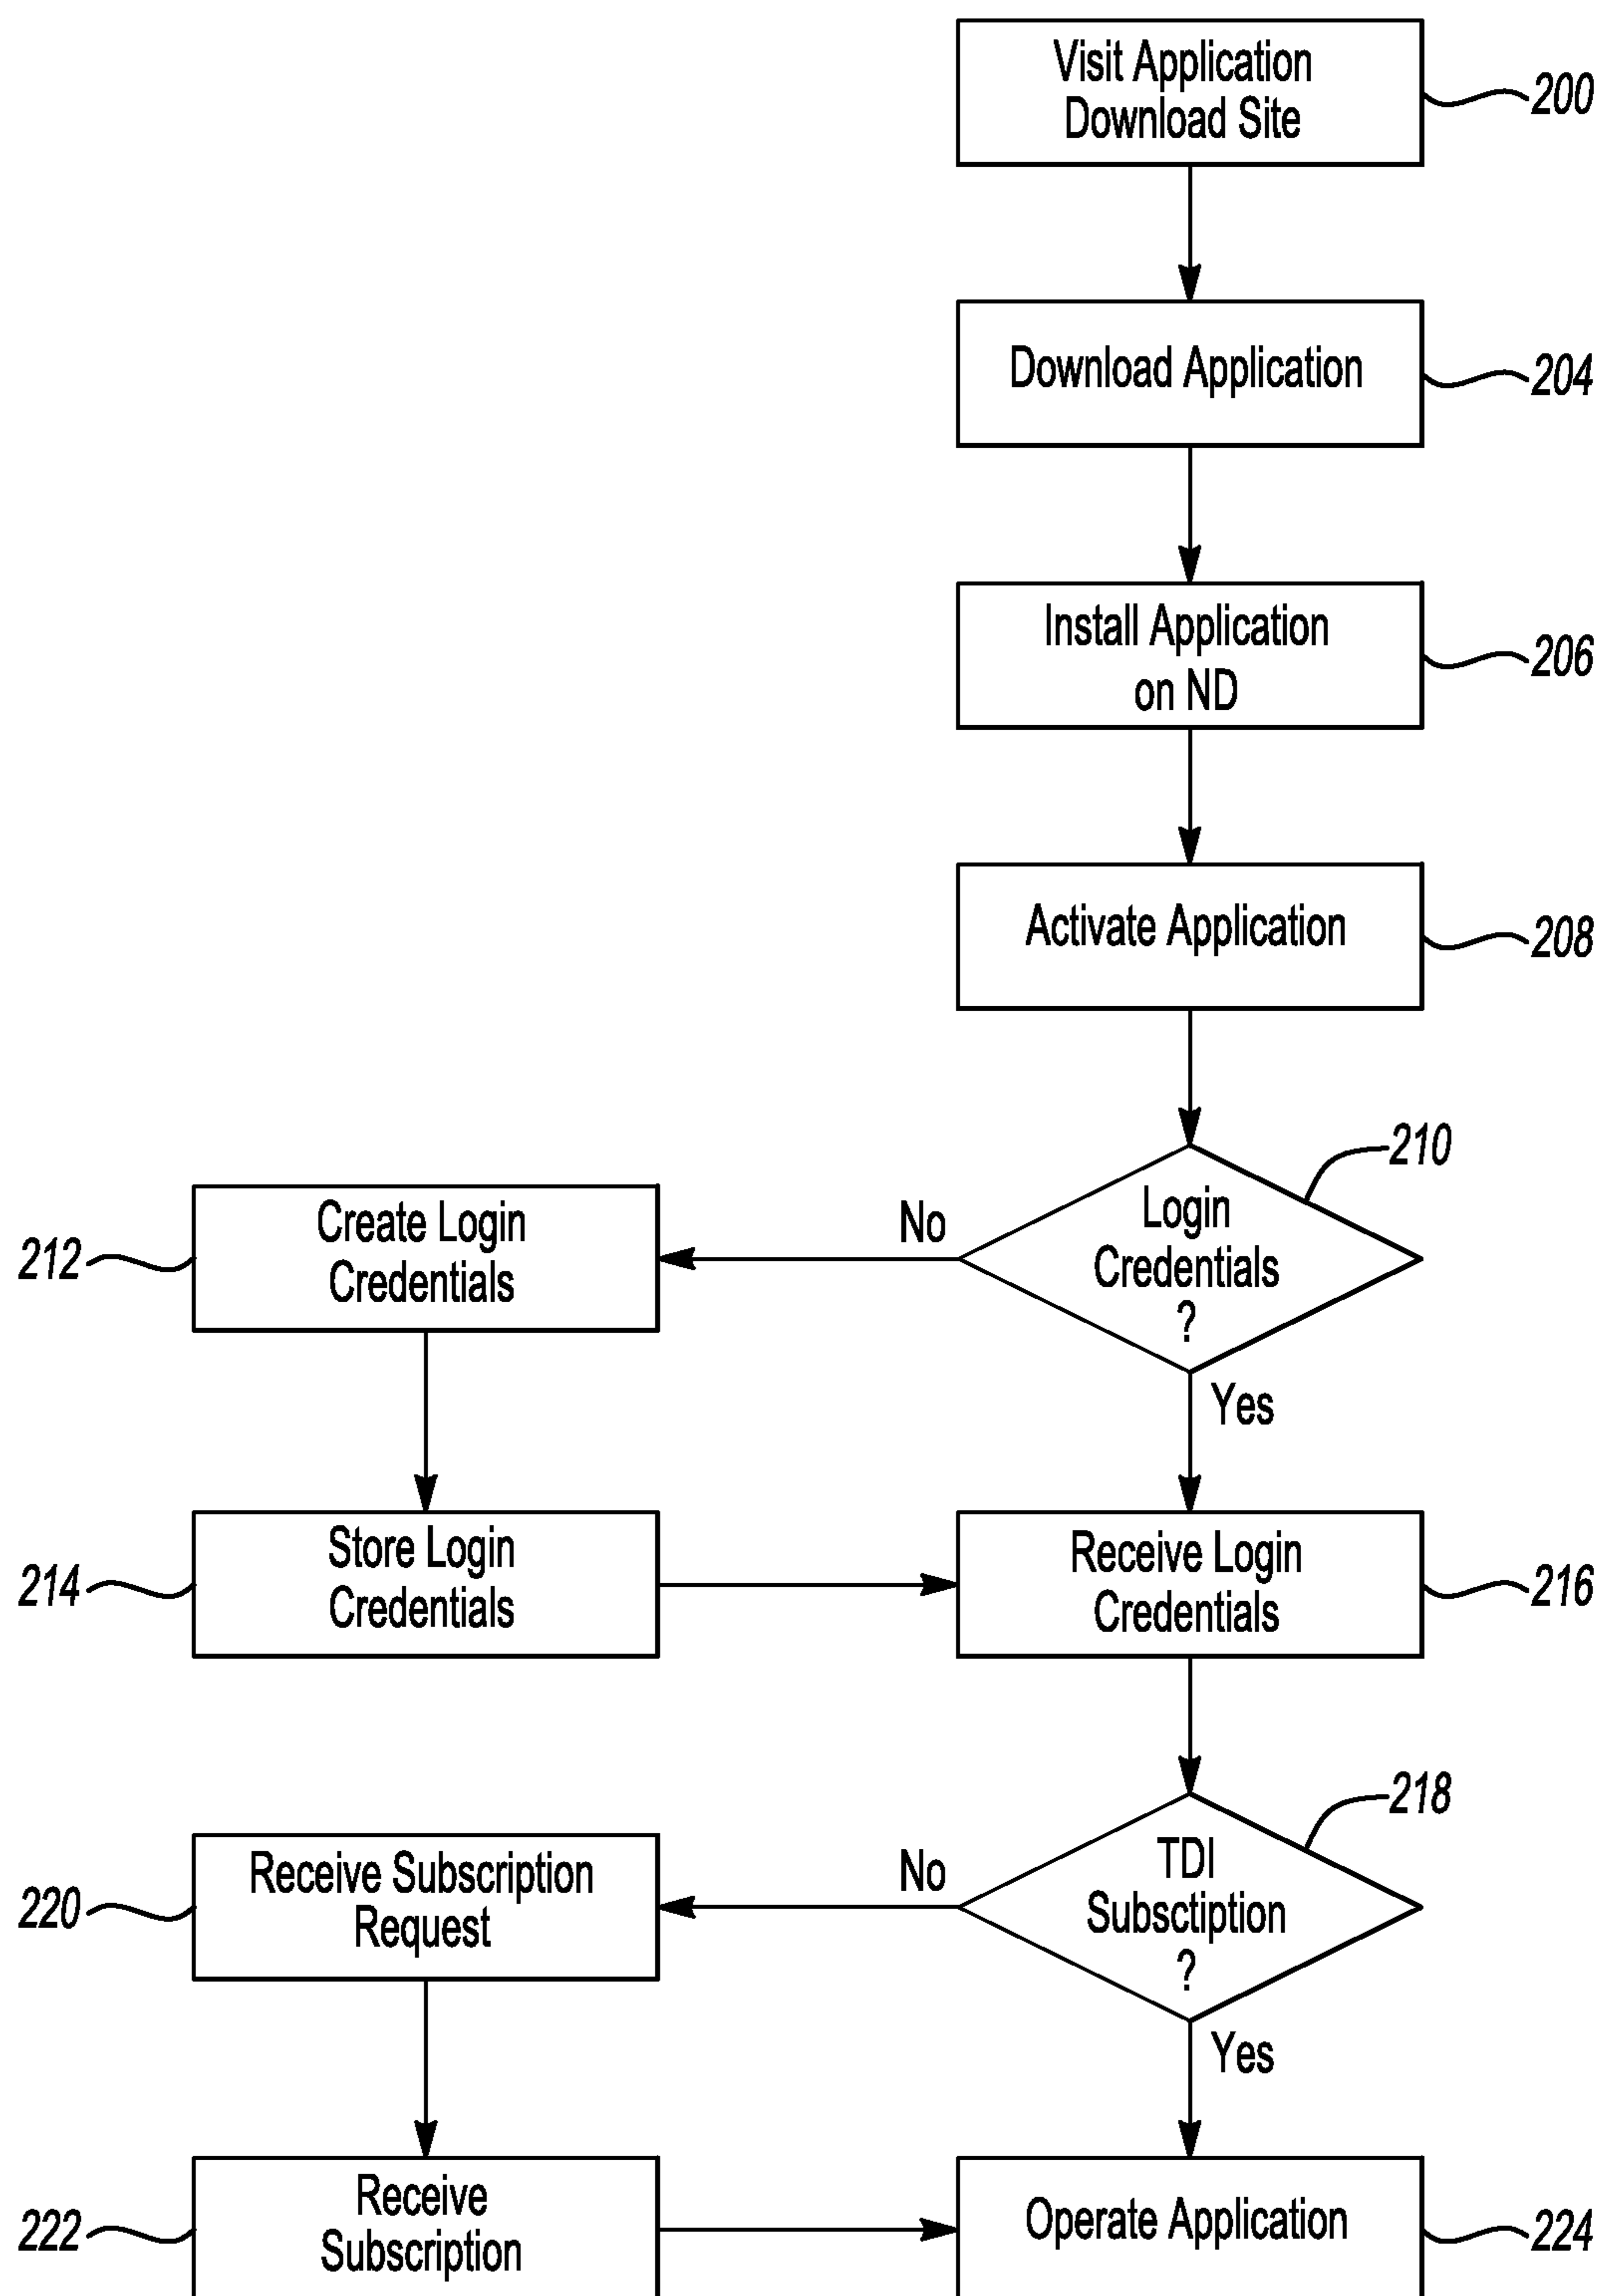 Visit Application
Download Site
200
Download Application
204
Install Application
on ND
206
Activate Application
208
210
Login
Credentials
?
No
Yes
Create Login
Credentials
212
Store Login
Credentials
214
Receive Login
Credentials
216
218
TDI
Subsctiption
?
No
Yes
Receive Subscription
Request
220
Receive
Subscription
222
Operate Application
224